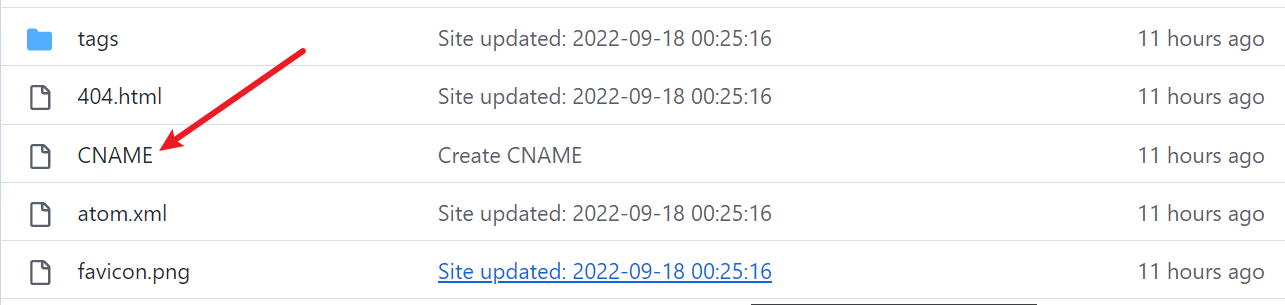 tags Site updated: 2022-09-18 00:25:16 11 hours ago
404.html Site updated: 2022-09-18 00:25:16 11 hours ago
CNAME Create CNAME 11 hours ago
atom.xml Site updated: 2022-09-18 00:25:16 11 hours ago
favicon.png Site updated: 2022-09-18 00:25:16 11 hours ago